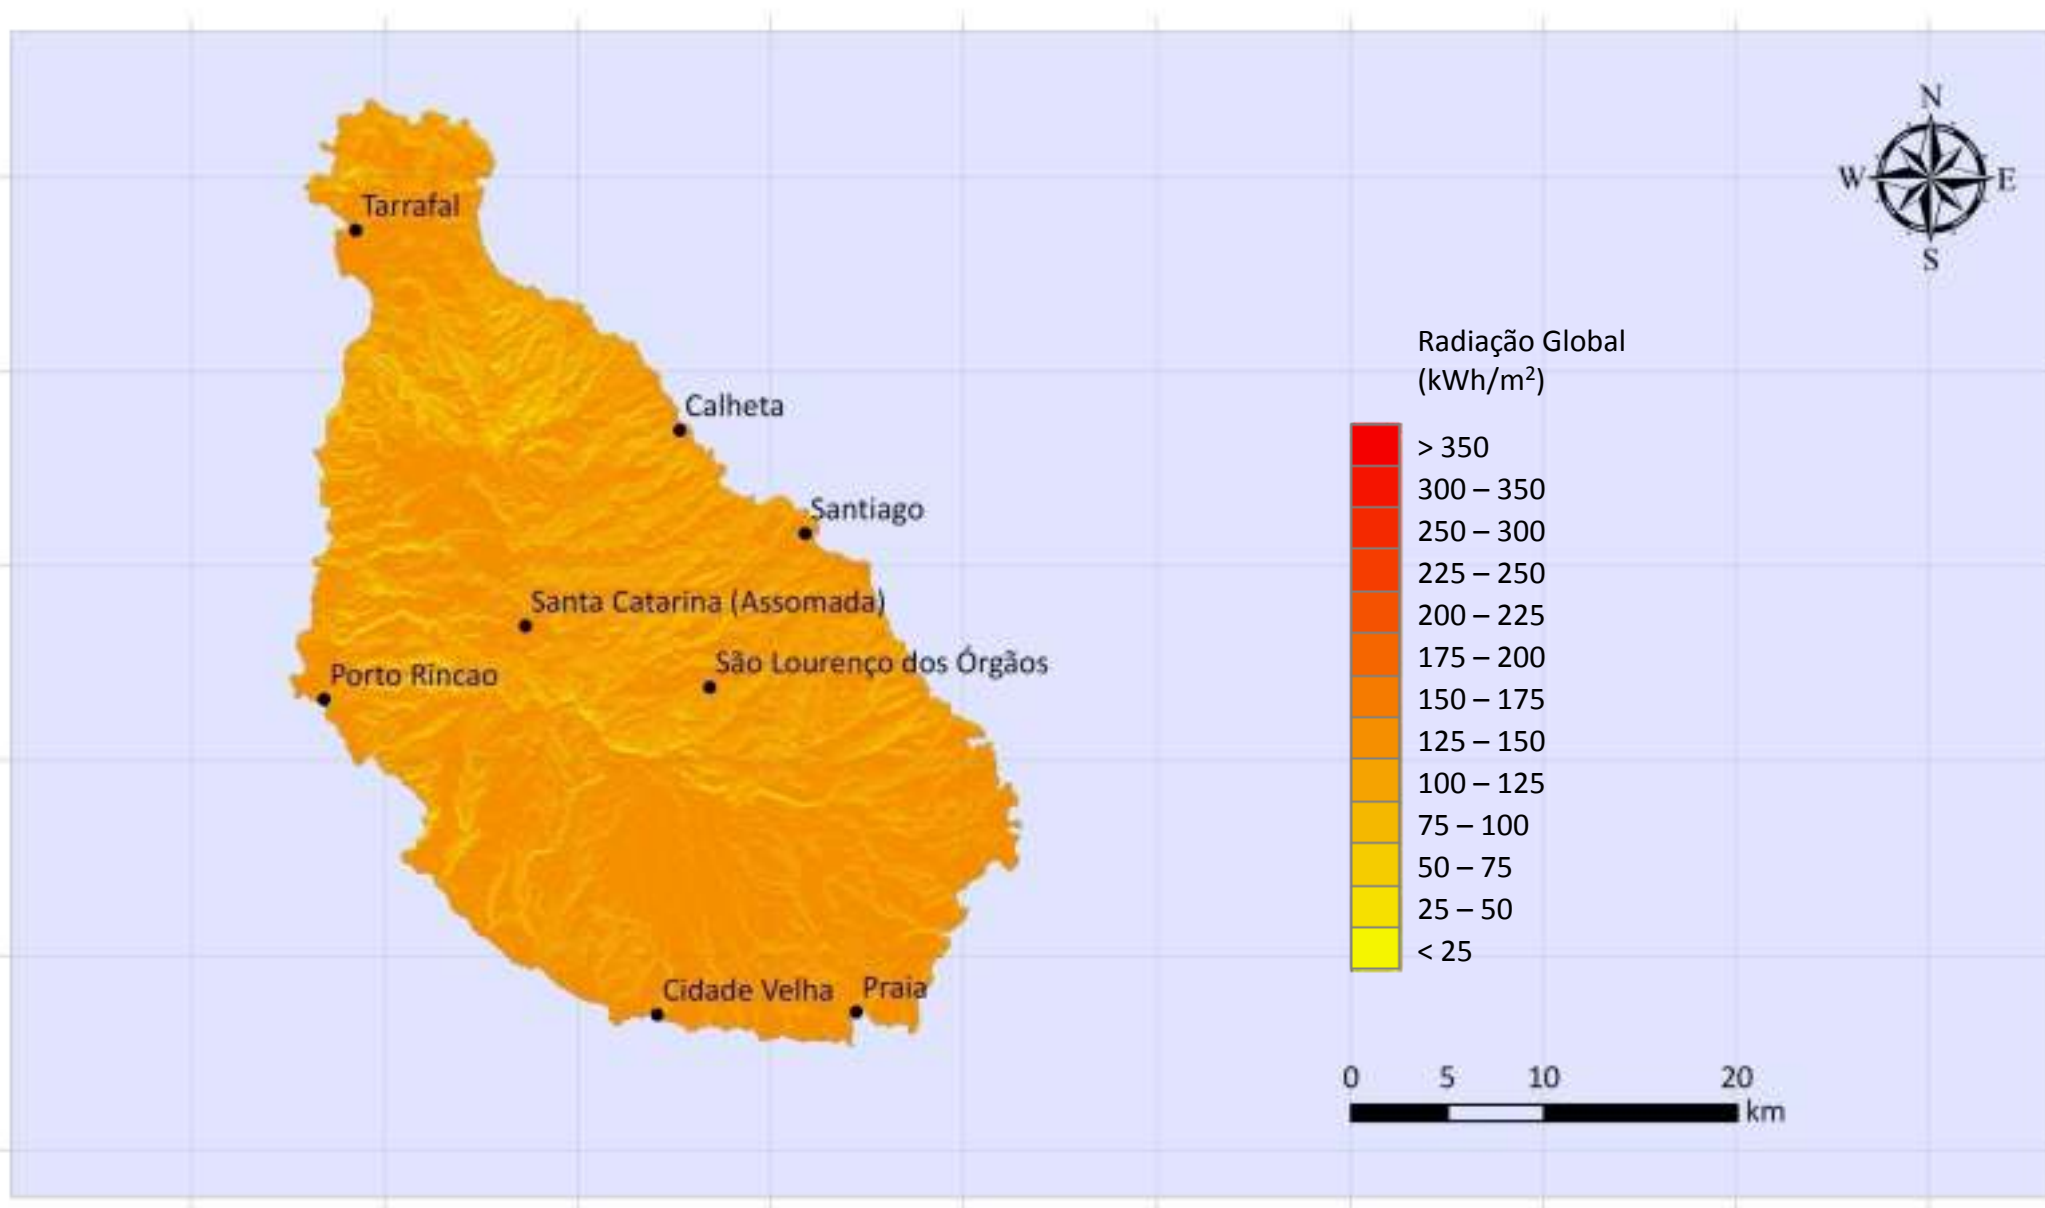 N
W
E
S
Tarrafal
Calheta
Santiago
Santa Catarina (Assomada)
São Lourenço dos Órgãos
Porto Rincao
Cidade Velha
Praia
Radiação Global
(kWh/m²)
> 350
300 – 350
250 – 300
225 – 250
200 – 225
175 – 200
150 – 175
125 – 150
100 – 125
75 – 100
50 – 75
25 – 50
< 25
0 5 10 20
km